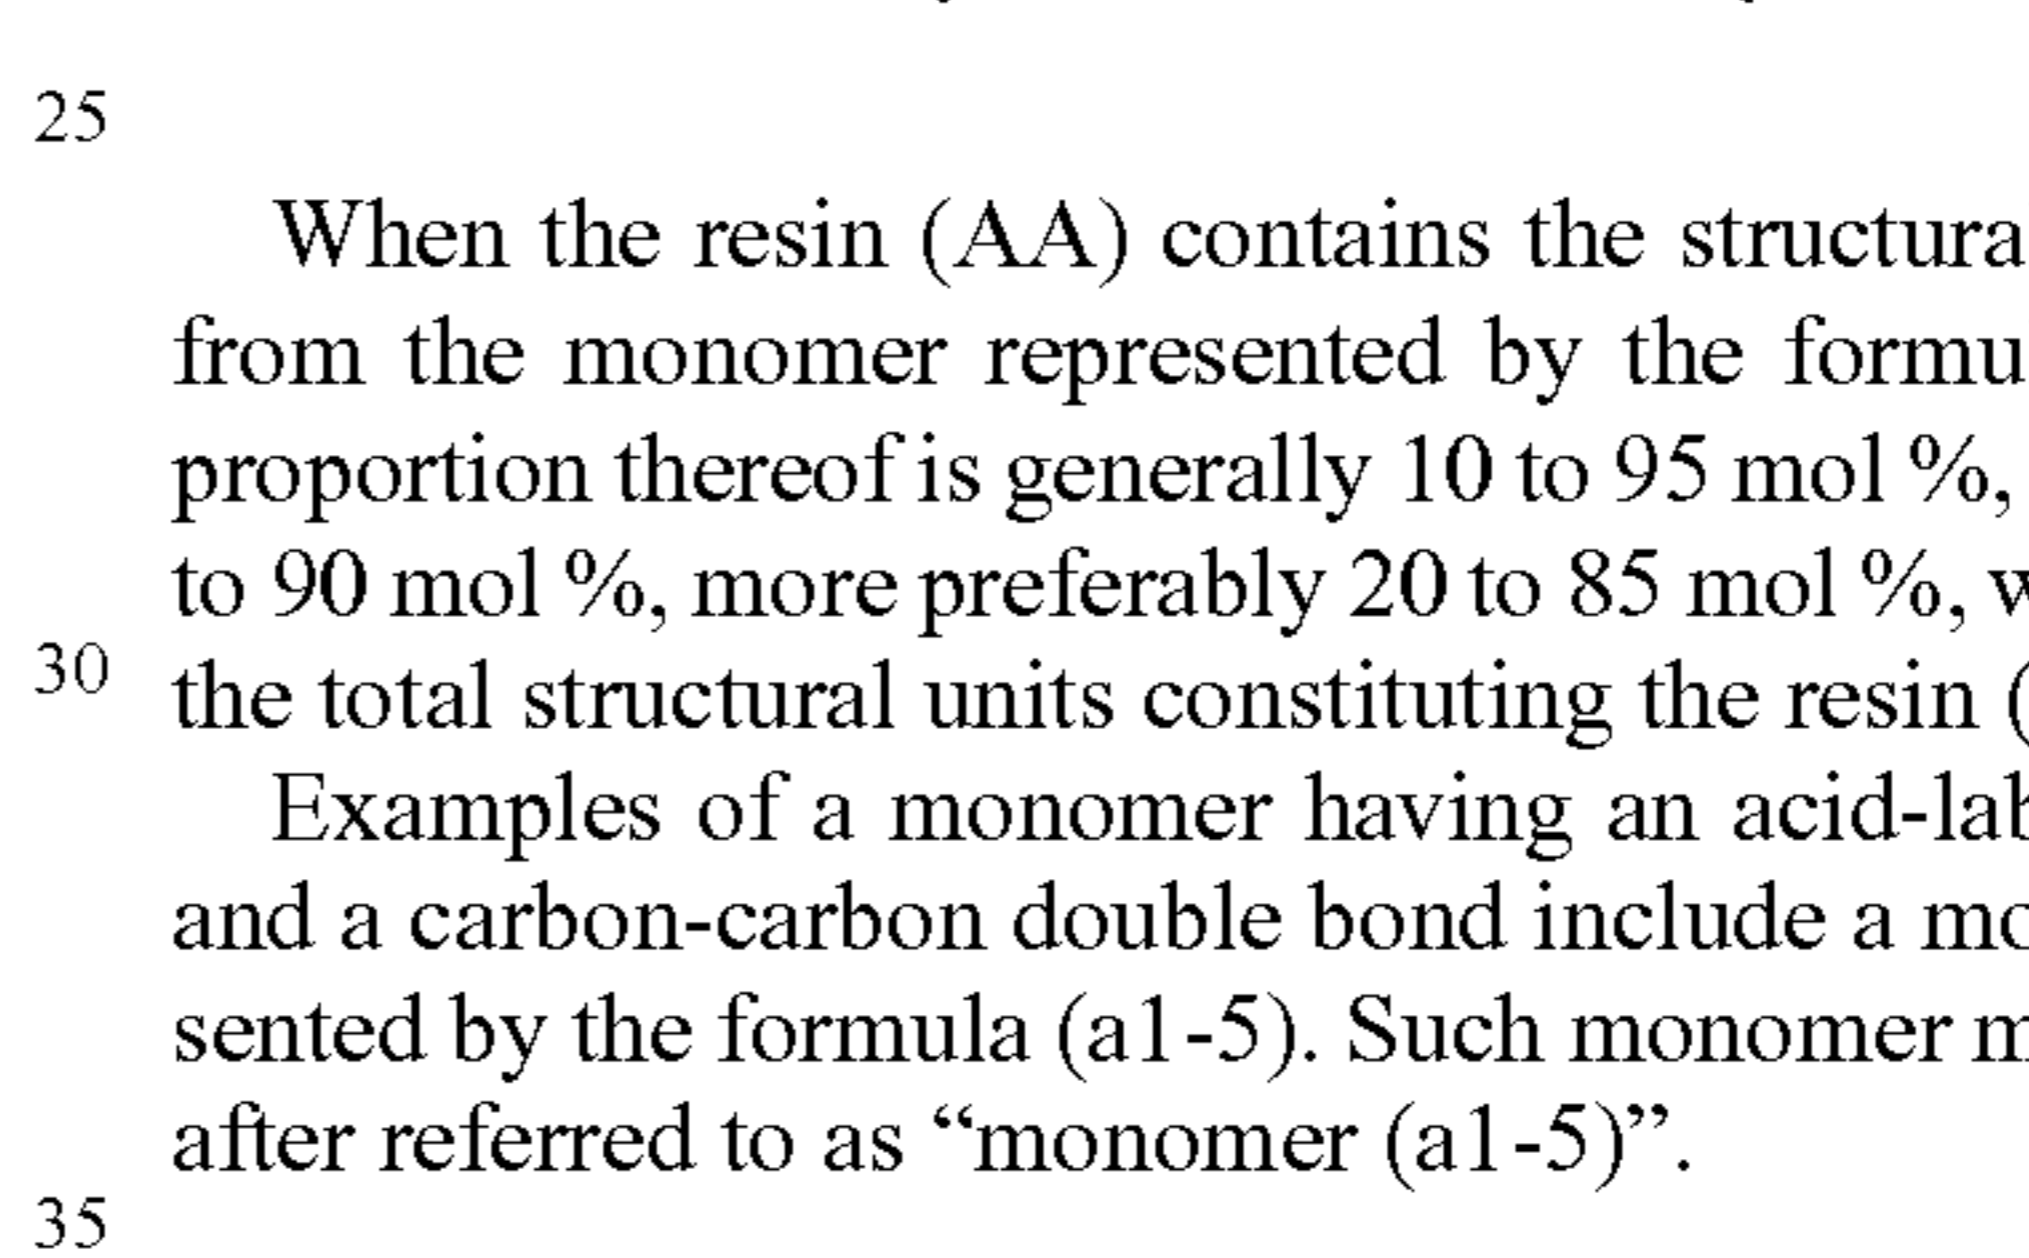 25
When the resin (AA) contains the structura
from the monomer represented by the formu
proportion thereof is generally 10 to 95 mol %,
to 90 mol %, more preferably 20 to 85 mol %, w
30
the total structural units constituting the resin (
Examples of a monomer having an acid-lab
and a carbon-carbon double bond include a mo
sented by the formula (a1-5). Such monomer m
after referred to as “monomer (a1-5)”.
35